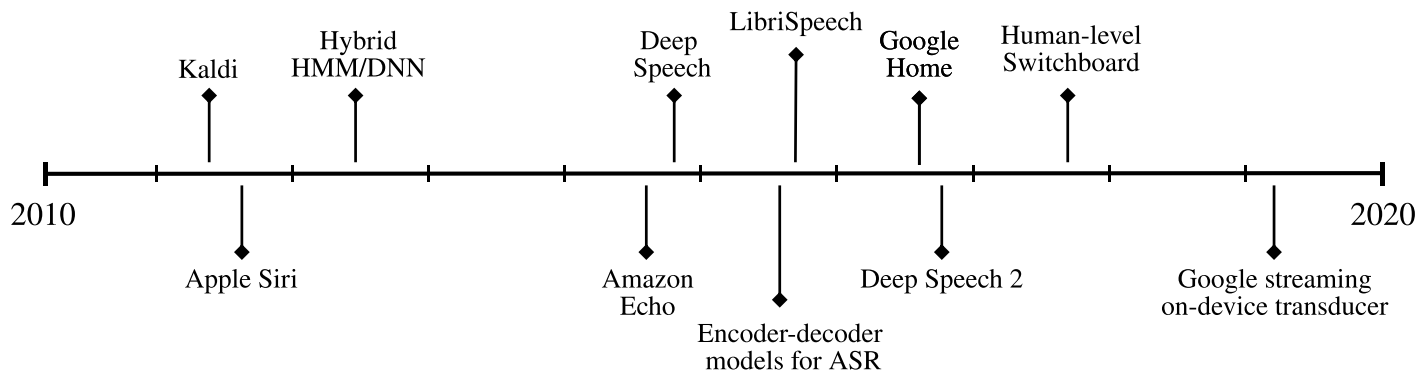 LibriSpeech
Hybrid
HMM/DNN
Deep
Speech
Google
Home
Human-level
Switchboard
Kaldi
2010
2020
Apple Siri
Amazon
Echo
Deep Speech 2
Google streaming
on-device transducer
Encoder-decoder
models for ASR